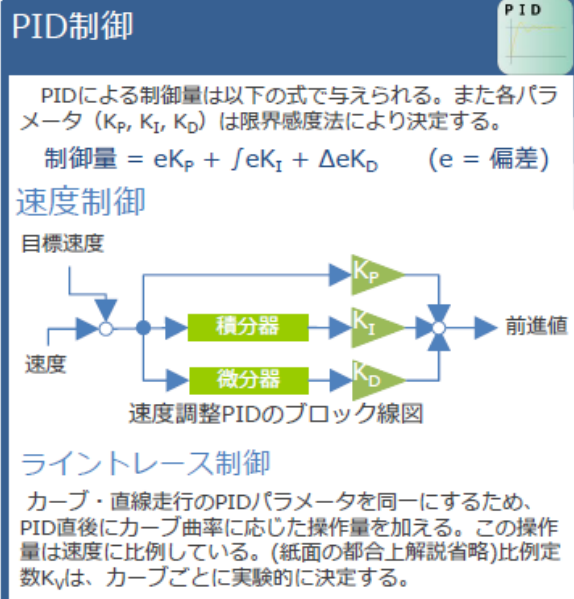 PID制御
PID
PIDによる制御量は以下の式で与えられる。また各パラ
メータ（KP, KI, KD）は限界感度法により決定する。
制御量 = eKP + ∫eKI + ΔeKD (e = 偏差)
速度制御
目標速度
KP
積分器
KI
前進値
速度
微分器
KD
速度調整PIDのブロック線図
ライントレース制御
カーブ・直線走行のPIDパラメータを同一にするため、
PID直後にカーブ曲率に応じた操作量を加える。この操作
量は速度に比例している。(紙面の都合上解説省略)比例定
数KVは、カーブごとに実験的に決定する。